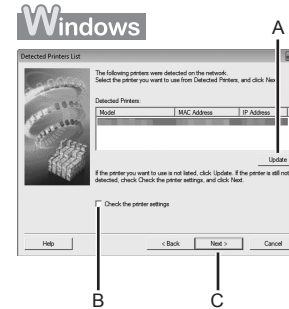 Windows
A
Detected Printers List
The following printers were detected on the network.
Select the printer you want to use from Detected Printers, and click Next.
Detected Printers:
Model MAC Address IP Address
Update
If the printer you want to use is not listed, click Update. If the printer is still not
detected, check Check the printer settings, and click Next.
Check the printer settings
Help < Back Next > Cancel
B C